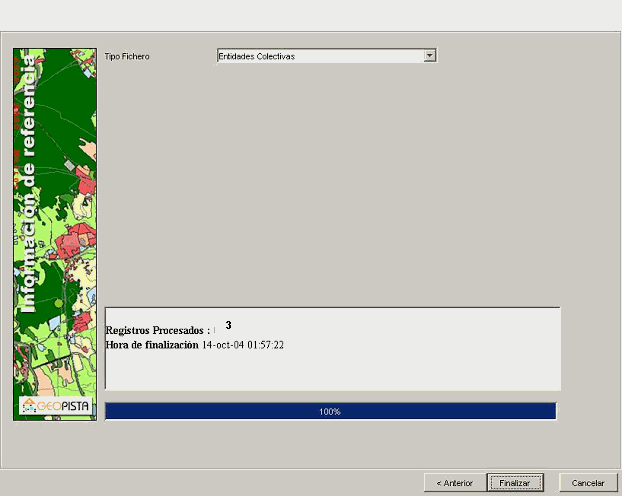 Tipo Fichero
Entidades Colectivas
Información de referencia
Registros Procesados : 3
Hora de finalización 14-oct-04 01:57:22
GEOPISTA
100%
< Anterior
Finalizar
Cancelar